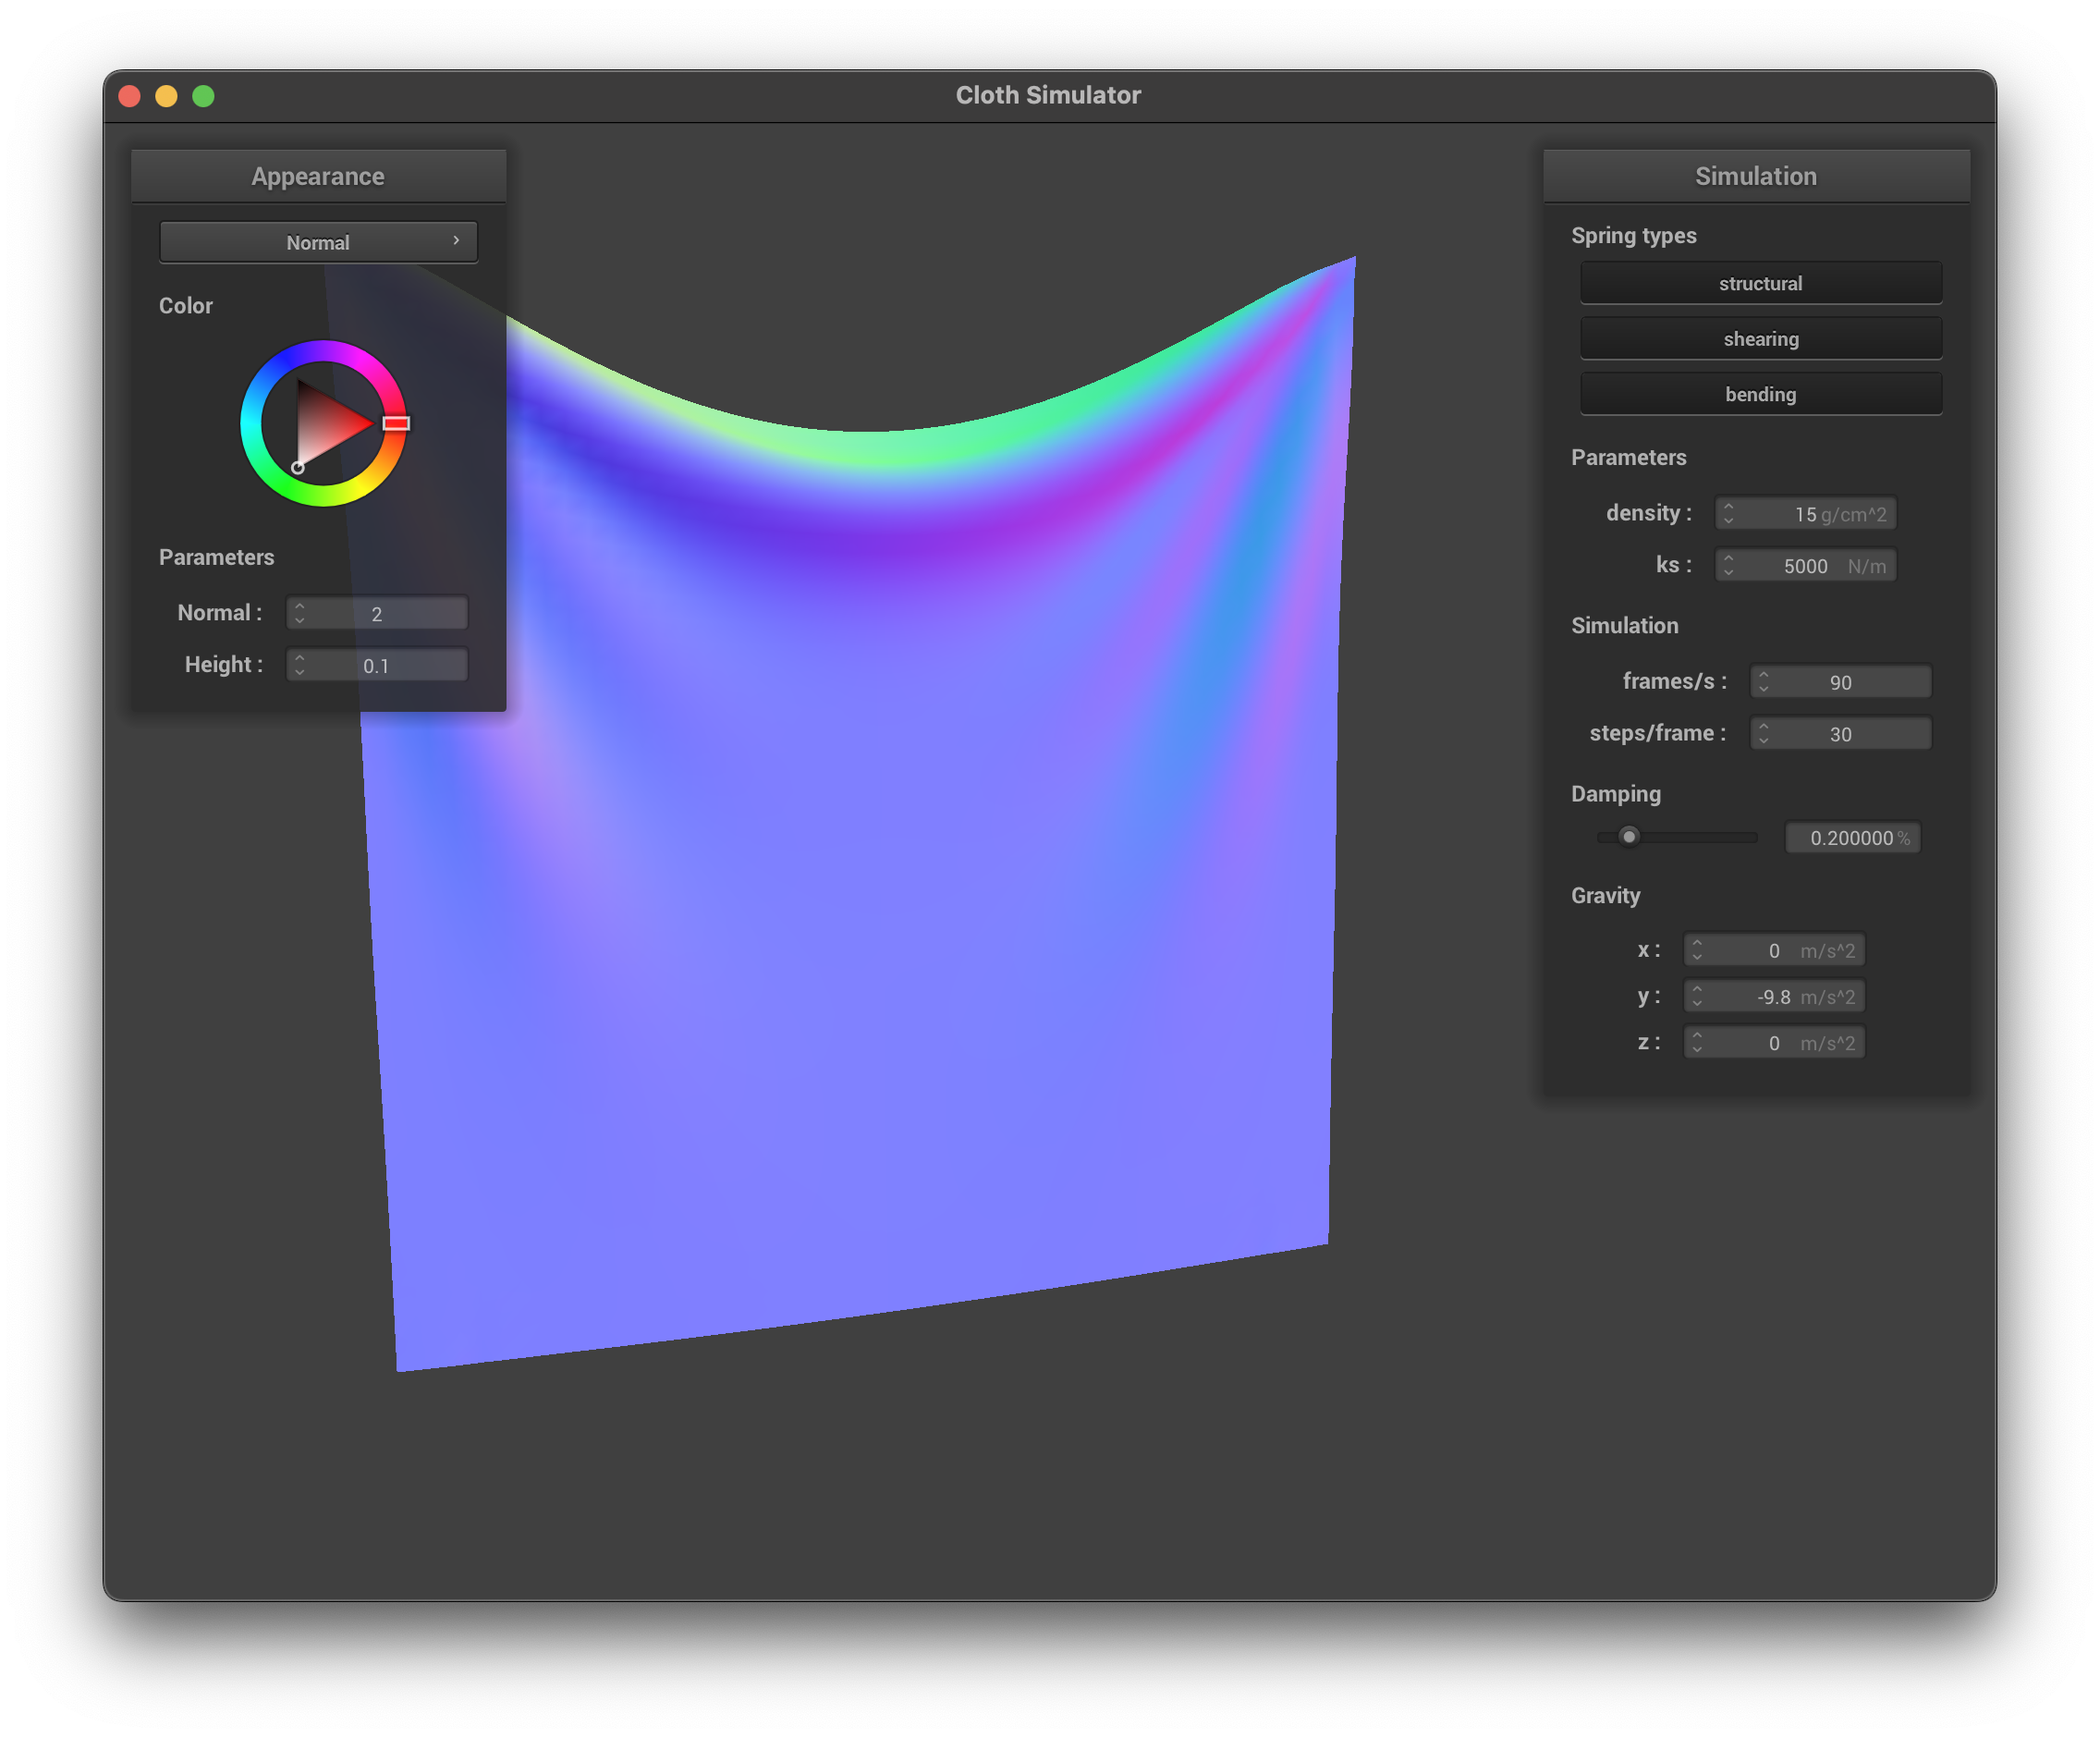 Cloth Simulator
Appearance
Normal
Color
Parameters
Normal : 2
Height : 0.1
Simulation
Spring types
structural
shearing
bending
Parameters
density : 15 g/cm^2
ks : 5000 N/m
Simulation
frames/s : 90
steps/frame : 30
Damping
0.200000 %
Gravity
x : 0 m/s^2
y : -9.8 m/s^2
z : 0 m/s^2